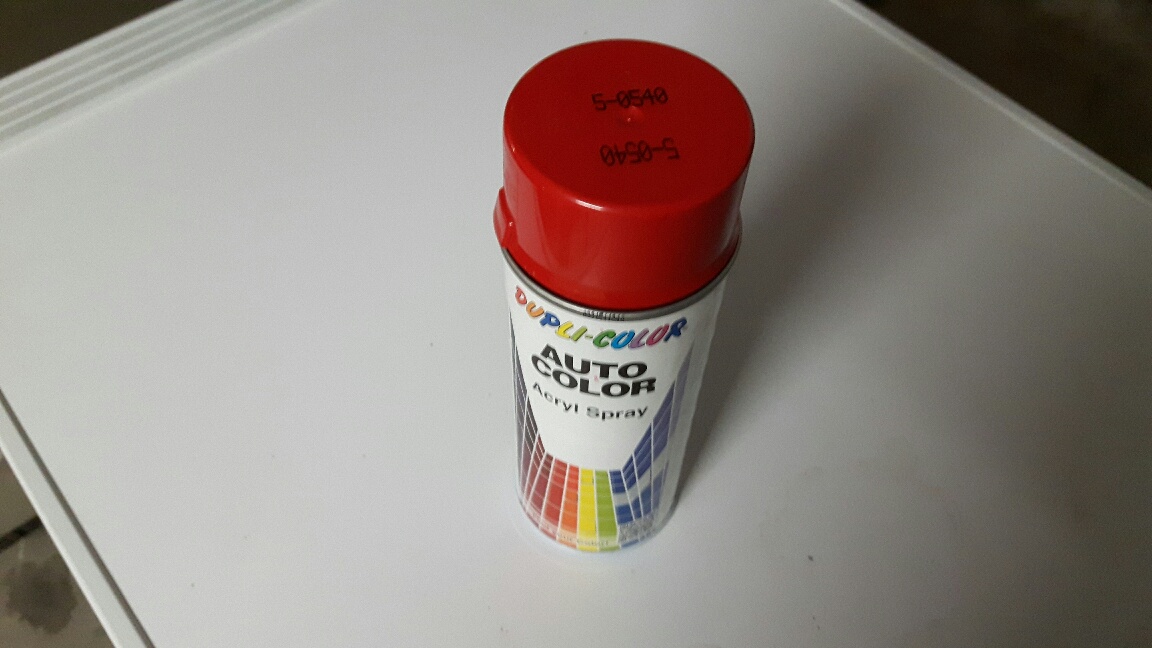 5-0540
5-0540
DUPLI-COLOR
AUTO
COLOR
Acryl Spray